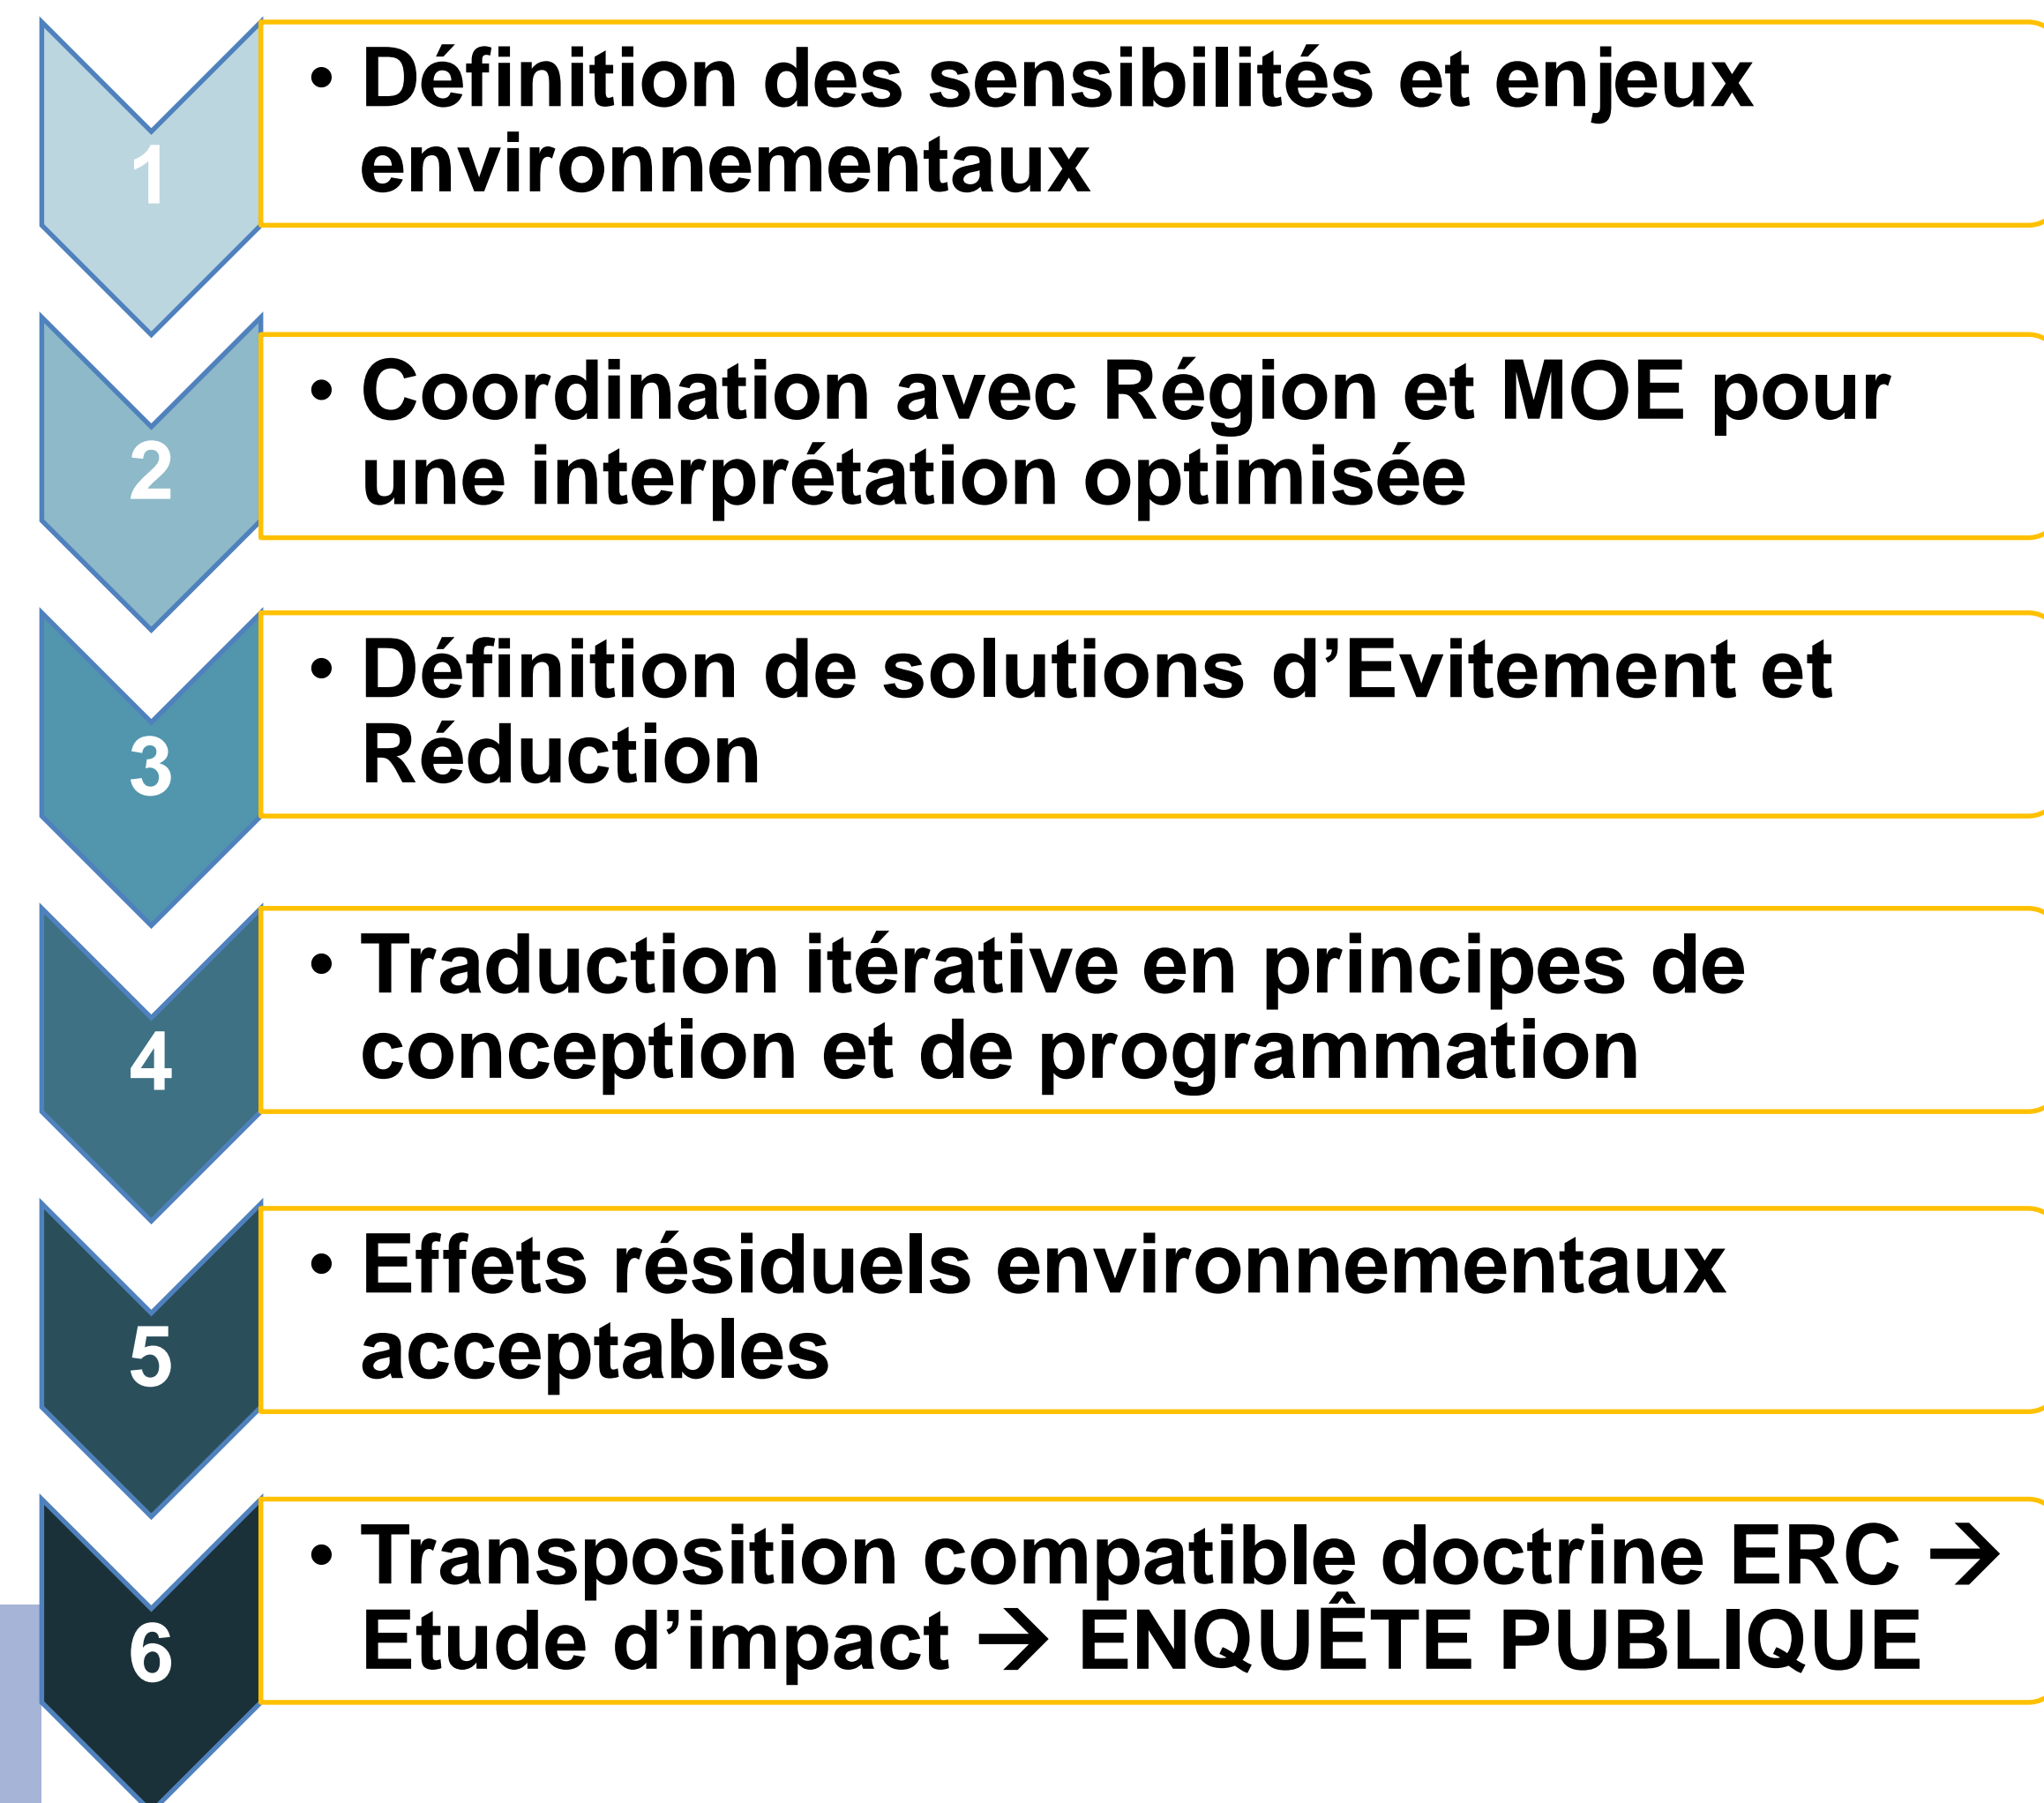 1
• Définition des sensibilités et enjeux
environnementaux
2
• Coordination avec Région et MOE pour
une interprétation optimisée
3
• Définition de solutions d'Evitement et
Réduction
4
• Traduction itérative en principes de
conception et de programmation
5
• Effets résiduels environnementaux
acceptables
6
• Transposition compatible doctrine ERC →
Etude d’impact → ENQUÊTE PUBLIQUE